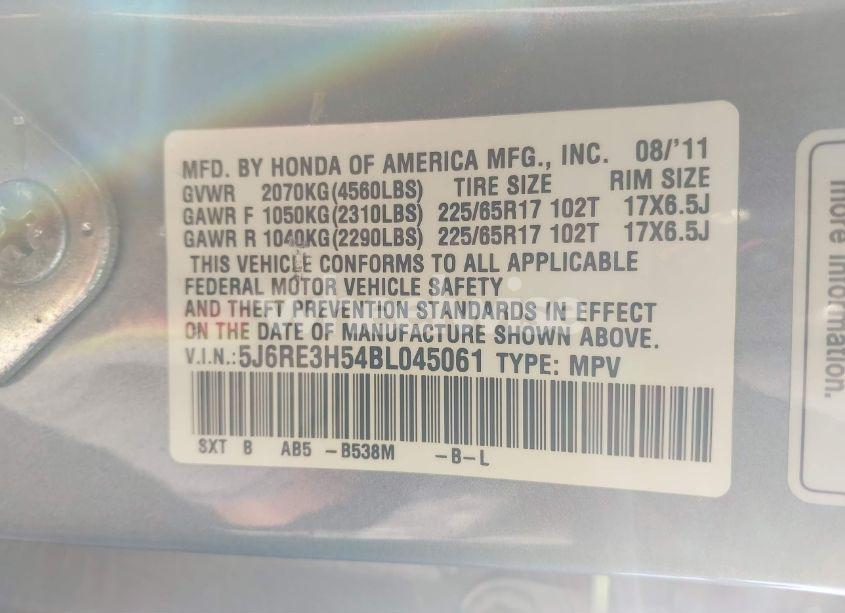 MFD. BY HONDA OF AMERICA MFG., INC. 08/'11
GVWR 2070KG(4560LBS) TIRE SIZE RIM SIZE
GAWR F 1050KG(2310LBS) 225/65R17 102T 17X6.5J
GAWR R 1040KG(2290LBS) 225/65R17 102T 17X6.5J
THIS VEHICLE CONFORMS TO ALL APPLICABLE
FEDERAL MOTOR VEHICLE SAFETY
AND THEFT PREVENTION STANDARDS IN EFFECT
ON THE DATE OF MANUFACTURE SHOWN ABOVE.
V.I.N.:5J6RE3H54BL045061 TYPE: MPV
SXT B AB5 -B538M -B-L
more information.